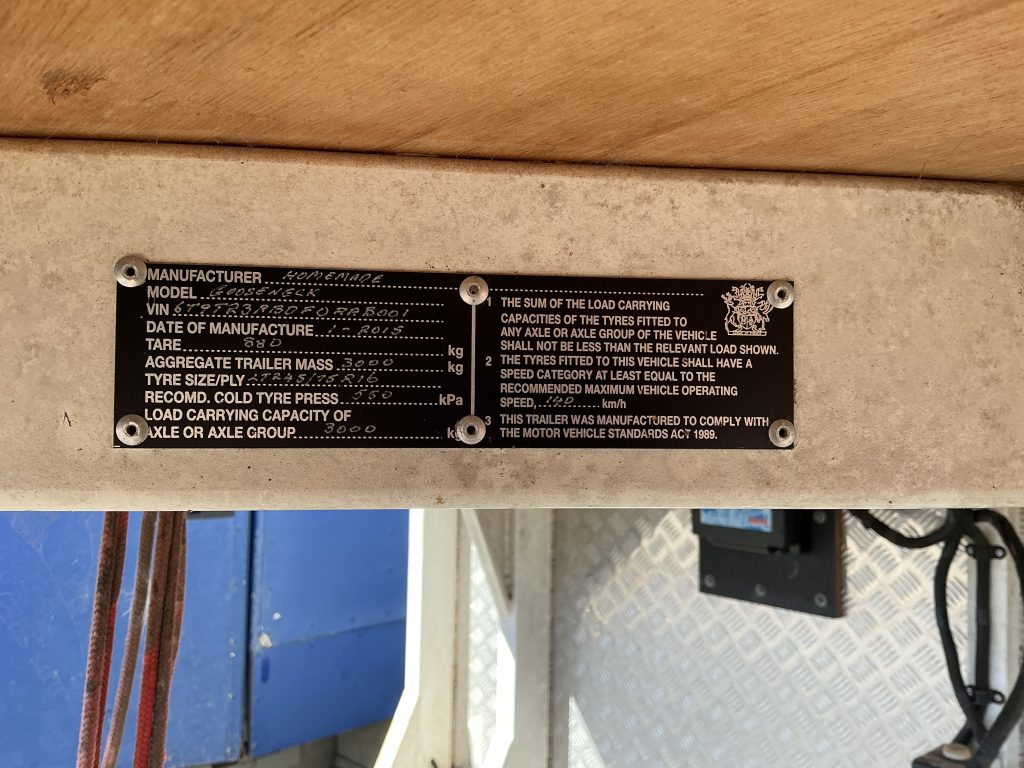 MANUFACTURER HOMEMADE
MODEL GOOSENECK
VIN
DATE OF MANUFACTURE 1-2015
TARE 880 kg
AGGREGATE TRAILER MASS 3000 kg
TYRE SIZE/PLY LT245/75R16
RECOMD. COLD TYRE PRESS 550 kPa
LOAD CARRYING CAPACITY OF
AXLE OR AXLE GROUP 3000 kg
1 THE SUM OF THE LOAD CARRYING
CAPACITIES OF THE TYRES FITTED TO
ANY AXLE OR AXLE GROUP OF THE VEHICLE
SHALL NOT BE LESS THAN THE RELEVANT LOAD SHOWN.
2 THE TYRES FITTED TO THIS VEHICLE SHALL HAVE A
SPEED CATEGORY AT LEAST EQUAL TO THE
RECOMMENDED MAXIMUM VEHICLE OPERATING
SPEED, 140 km/h
3 THIS TRAILER WAS MANUFACTURED TO COMPLY WITH
THE MOTOR VEHICLE STANDARDS ACT 1989.